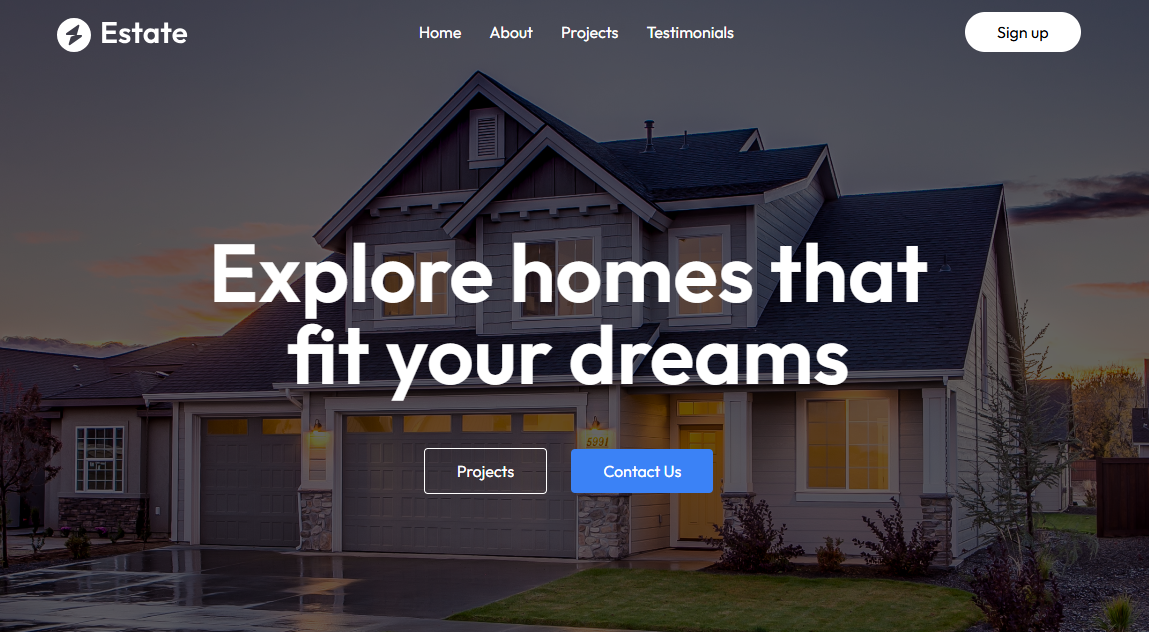 Estate
Home About Projects Testimonials
Sign up
Explore homes that
fit your dreams
5991
Projects
Contact Us